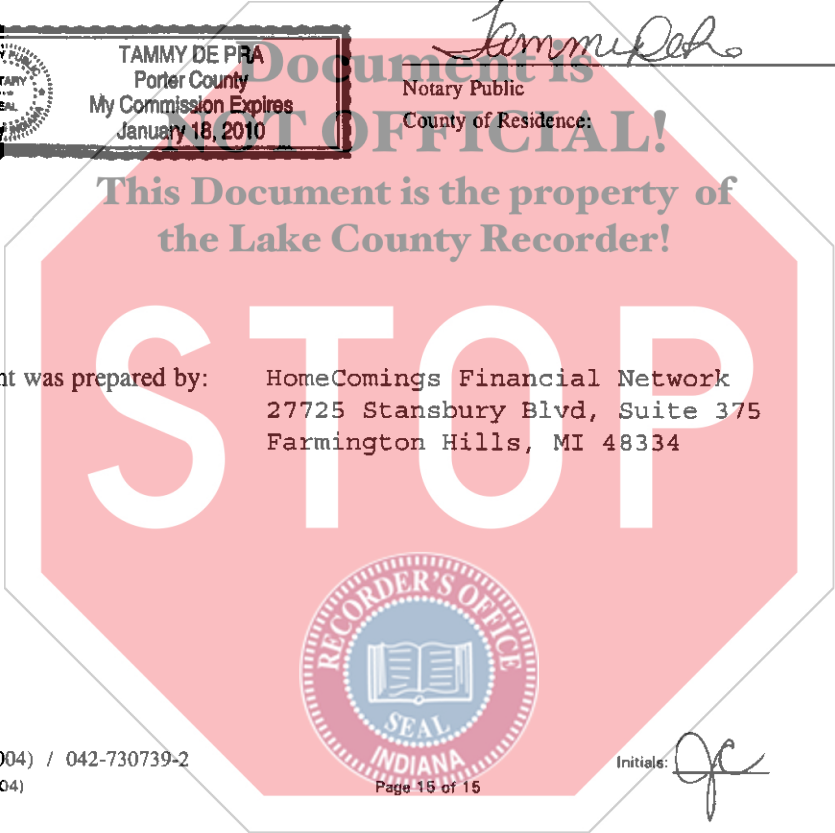 TAMMY DE PRA
Porter County
My Commission Expires
January 18, 2010
Notary Public
County of Residence:
Document is
NOT OFFICIAL!
This Document is the property of
the Lake County Recorder!
STOP
nt was prepared by: HomeComings Financial Network
27725 Stansbury Blvd, Suite 375
Farmington Hills, MI 48334
RECORDER'S OFFICE
SEAL
INDIANA
004) / 042-730739-2
04)
Initials: JC
Page 15 of 15